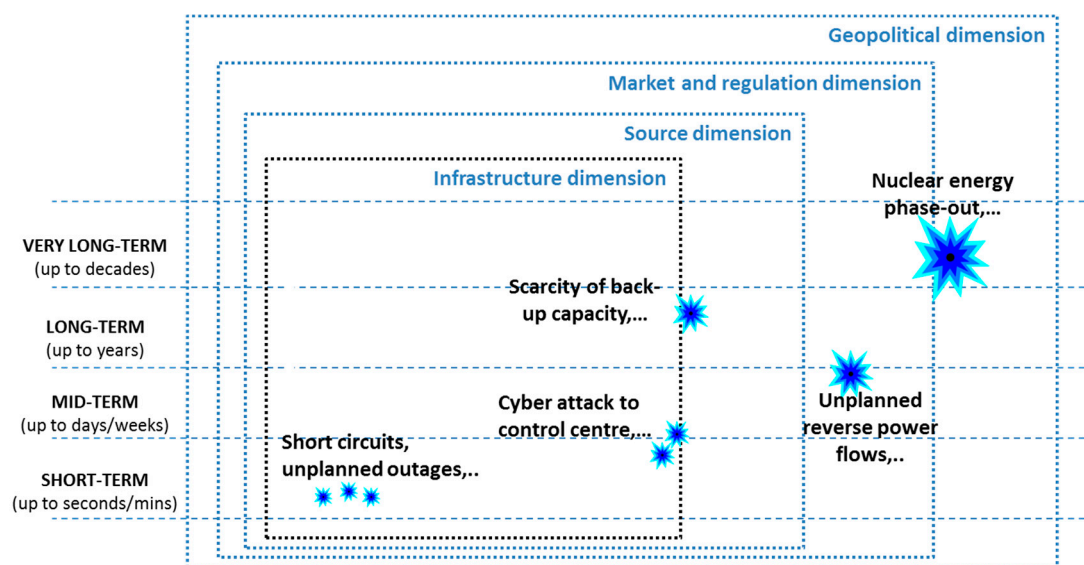 Geopolitical dimension
Market and regulation dimension
Source dimension
Infrastructure dimension
Nuclear energy
phase-out,...
VERY LONG-TERM
(up to decades)
Scarcity of back-
up capacity,...
LONG-TERM
(up to years)
MID-TERM
(up to days/weeks)
Cyber attack to
control centre,...
Unplanned
reverse power
flows,..
Short circuits,
unplanned outages,..
SHORT-TERM
(up to seconds/mins)